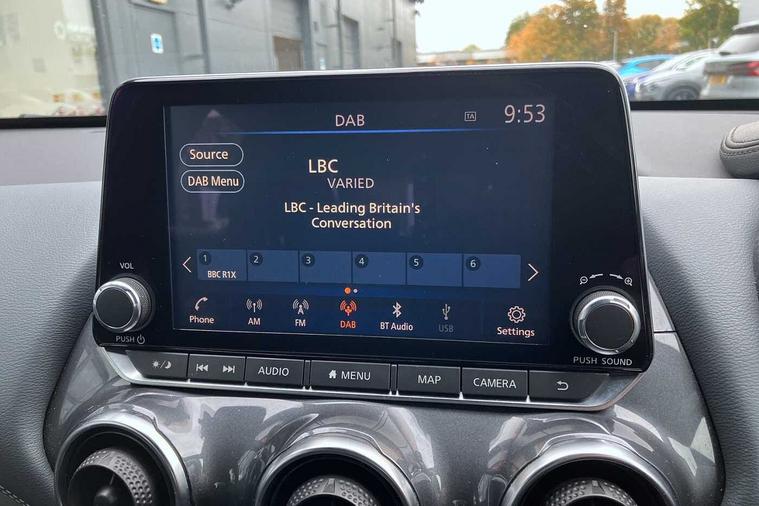 DAB
TA
9:53
Source
LBC
VARIED
DAB Menu
LBC - Leading Britain's
Conversation
1
2
3
4
5
6
BBC R1X
VOL
PUSH
Phone
AM
FM
DAB
BT Audio
USB
Settings
PUSH SOUND
AUDIO
MENU
MAP
CAMERA